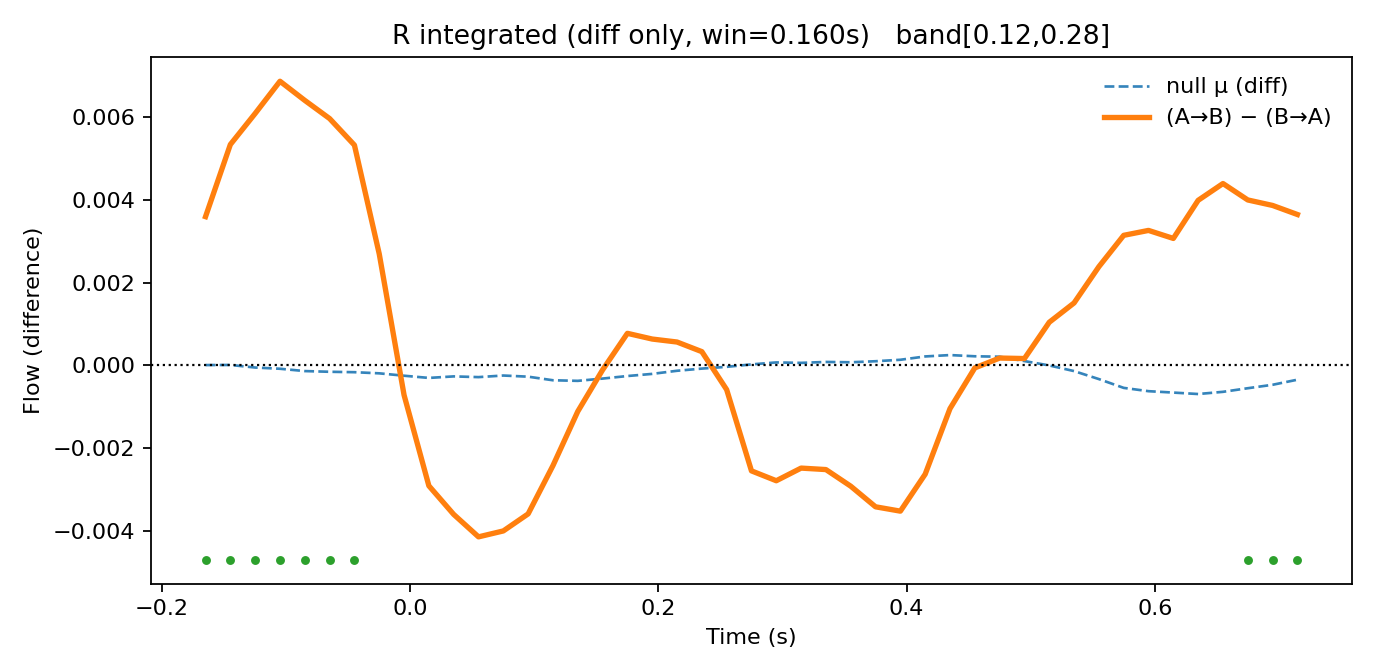 R integrated (diff only, win=0.160s)   band[0.12,0.28]
null μ (diff)
(A→B) − (B→A)
Flow (difference)
0.006
0.004
0.002
0.000
−0.002
−0.004
−0.2
0.0
0.2
0.4
0.6
Time (s)